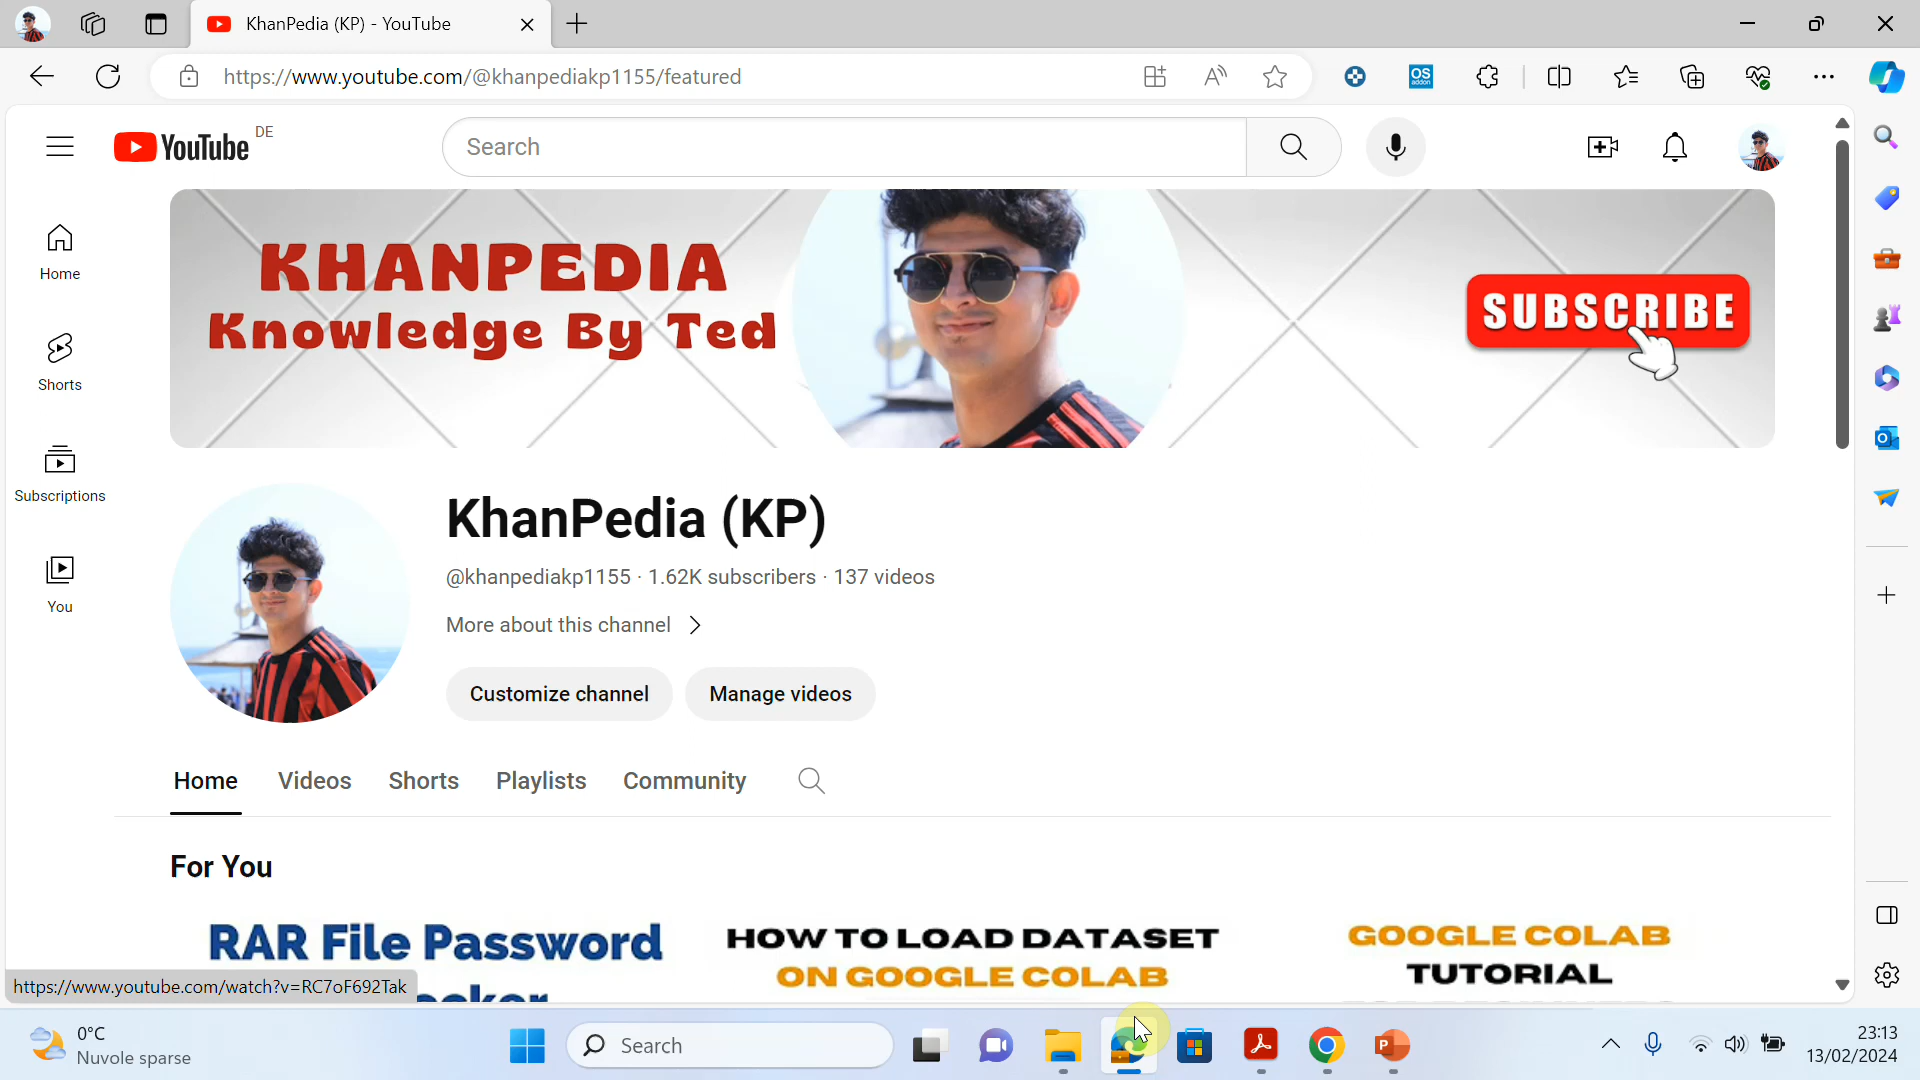 KhanPedia (KP) - YouTube
https://www.youtube.com/@khanpediakp1155/featured
OS
addon
YouTube DE
Search
KHANPEDIA
Knowledge By Ted
SUBSCRIBE
Home
Shorts
Subscriptions
You
KhanPedia (KP)
@khanpediakp1155 · 1.62K subscribers · 137 videos
More about this channel
Customize channel
Manage videos
Home
Videos
Shorts
Playlists
Community
For You
RAR File Password
HOW TO LOAD DATASET
ON GOOGLE COLAB
GOOGLE COLAB
TUTORIAL
https://www.youtube.com/watch?v=RC7oF692Tak
0°C
Nuvole sparse
Search
23:13
13/02/2024